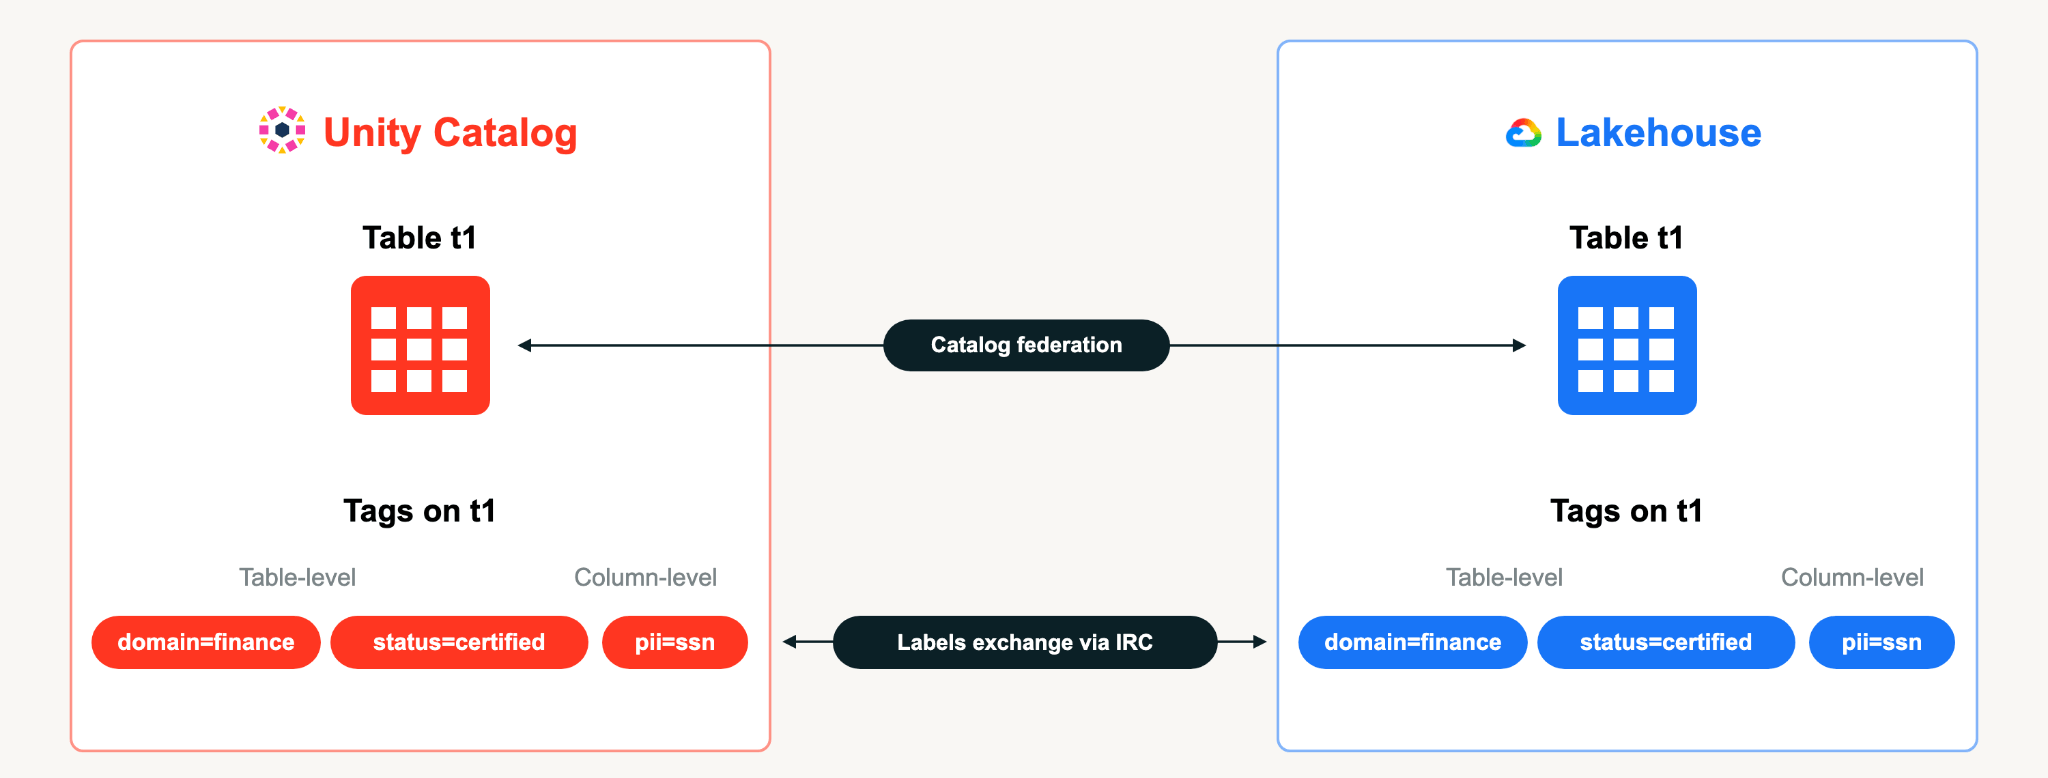 Unity Catalog
Table t1
Tags on t1
Table-level
Column-level
domain=finance
status=certified
pii=ssn
Catalog federation
Labels exchange via IRC
Lakehouse
Table t1
Tags on t1
Table-level
Column-level
domain=finance
status=certified
pii=ssn